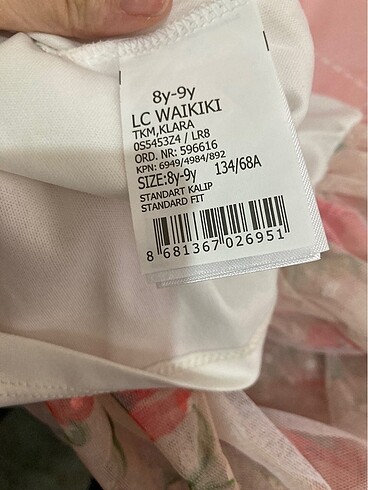 8y-9y
LC WAIKIKI
TKM,KLARA
0S5453Z4 / LR8
ORD. NR: 596616
KPN: 6949/4984/892
SIZE:8y-9y 134/68A
STANDART KALIP
STANDARD FIT
8 681367 026951